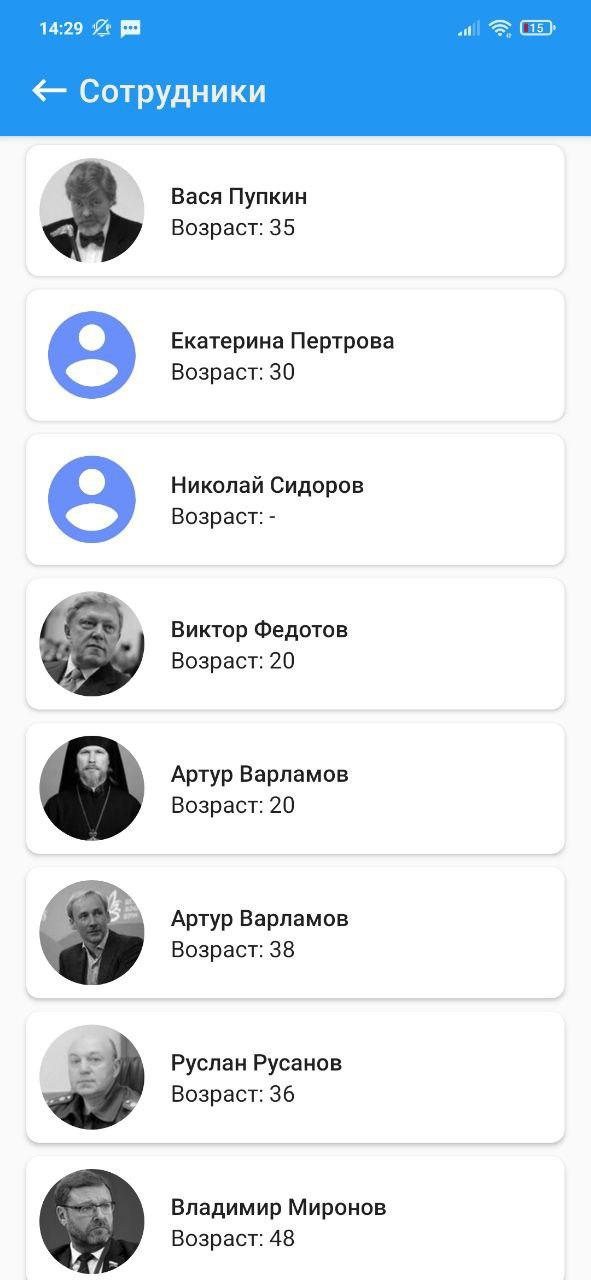 14:29
15
Сотрудники
Вася Пупкин
Возраст: 35
Екатерина Пертрова
Возраст: 30
Николай Сидоров
Возраст: -
Виктор Федотов
Возраст: 20
Артур Варламов
Возраст: 20
Артур Варламов
Возраст: 38
Руслан Русанов
Возраст: 36
Владимир Миронов
Возраст: 48